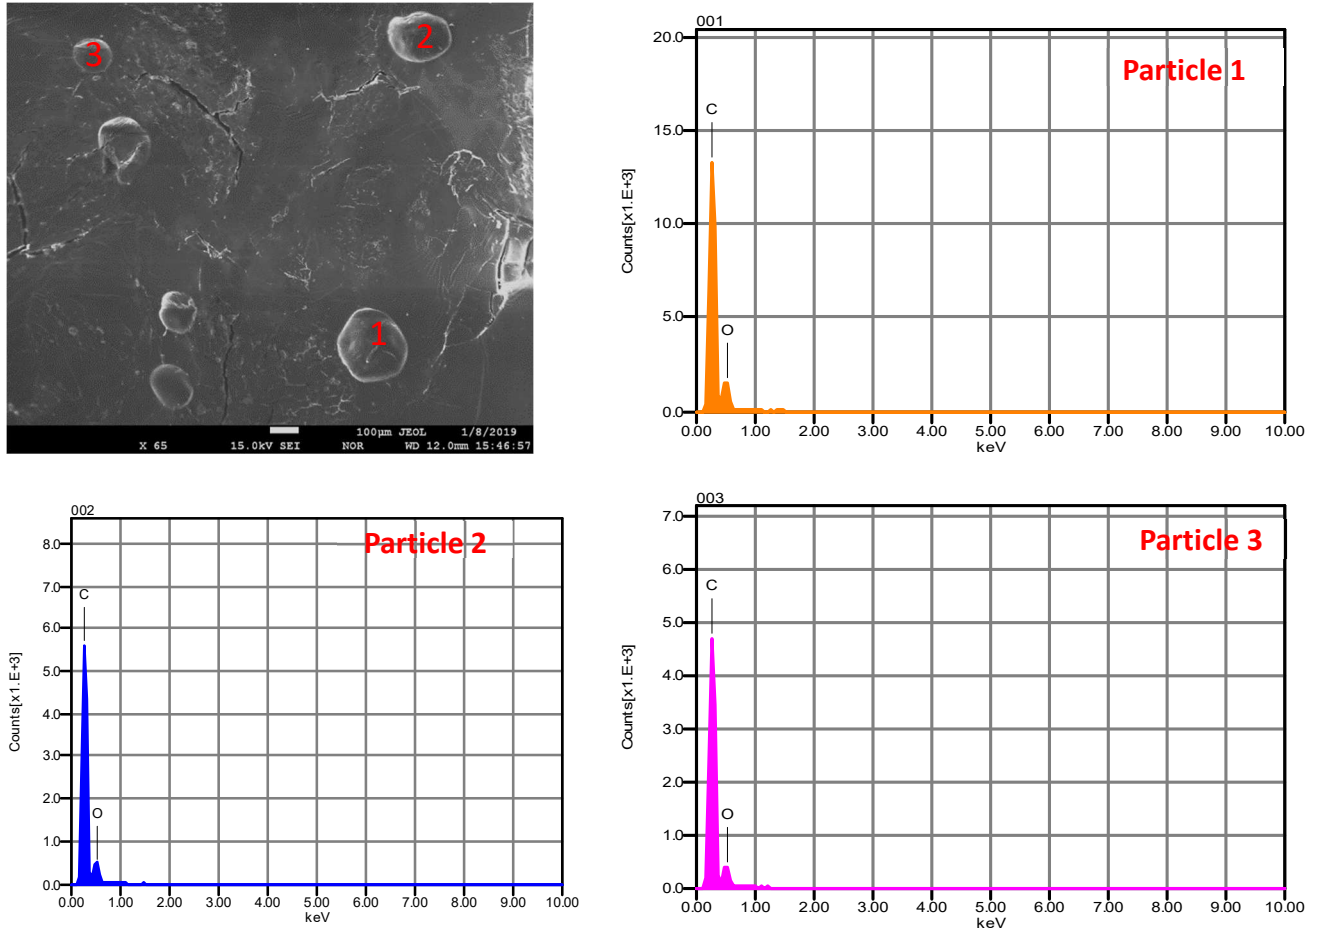 3
2
1
100µm JEOL 1/8/2019
X 65 15.0kV SEI NOR WD 12.0mm 15:46:57
001
Particle 1
20.0
15.0
10.0
5.0
0.0
Counts[x1.E+3]
C
O
0.00 1.00 2.00 3.00 4.00 5.00 6.00 7.00 8.00 9.00 10.00
keV
002
Particle 2
8.0
7.0
6.0
5.0
4.0
3.0
2.0
1.0
0.0
Counts[x1.E+3]
C
O
0.00 1.00 2.00 3.00 4.00 5.00 6.00 7.00 8.00 9.00 10.00
keV
003
Particle 3
7.0
6.0
5.0
4.0
3.0
2.0
1.0
0.0
Counts[x1.E+3]
C
O
0.00 1.00 2.00 3.00 4.00 5.00 6.00 7.00 8.00 9.00 10.00
keV